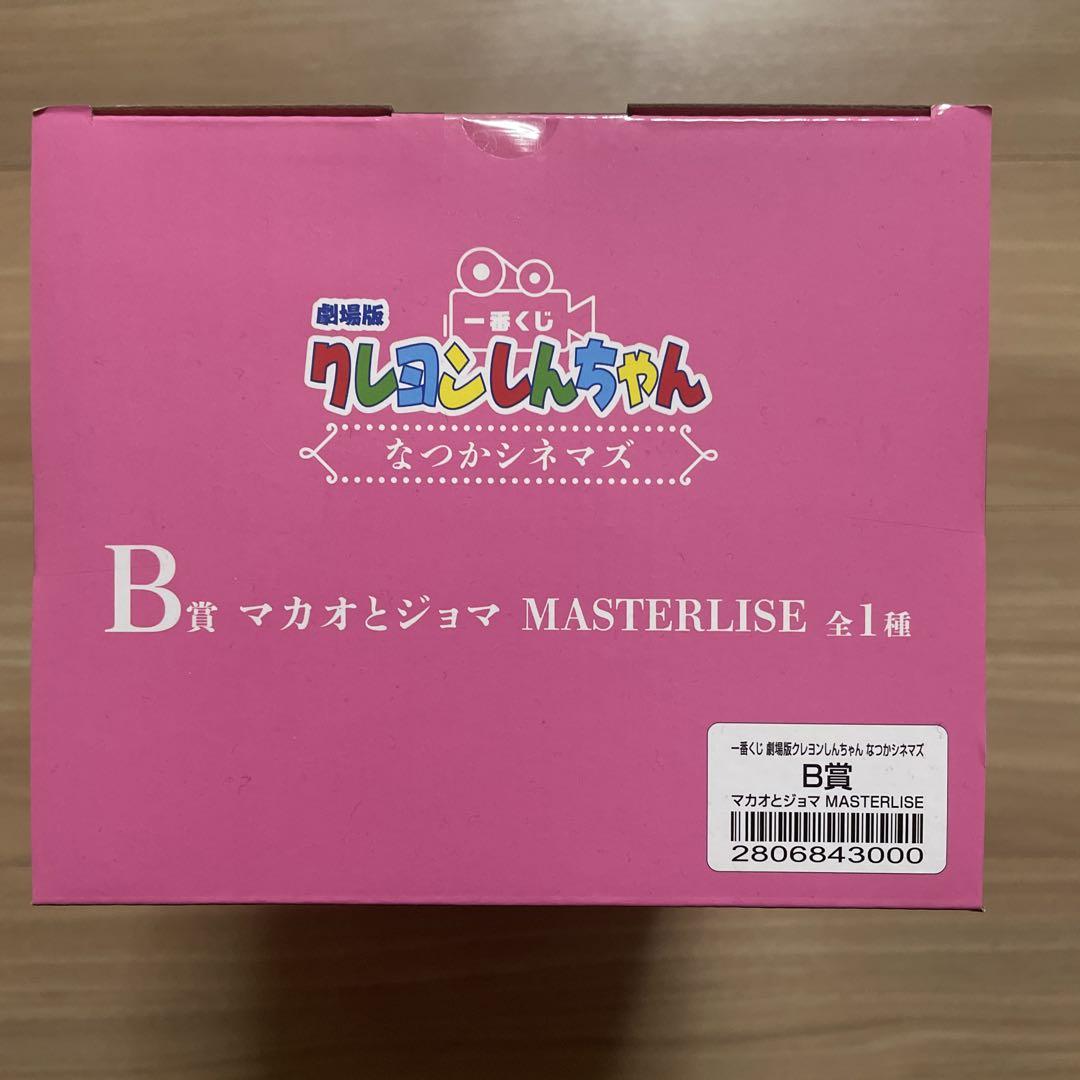 一番くじ
劇場版
クレヨンしんちゃん
なつかシネマズ
B賞 マカオとジョマ MASTERLISE 全1種
一番くじ 劇場版クレヨンしんちゃん なつかシネマズ
B賞
マカオとジョマ MASTERLISE
2806843000